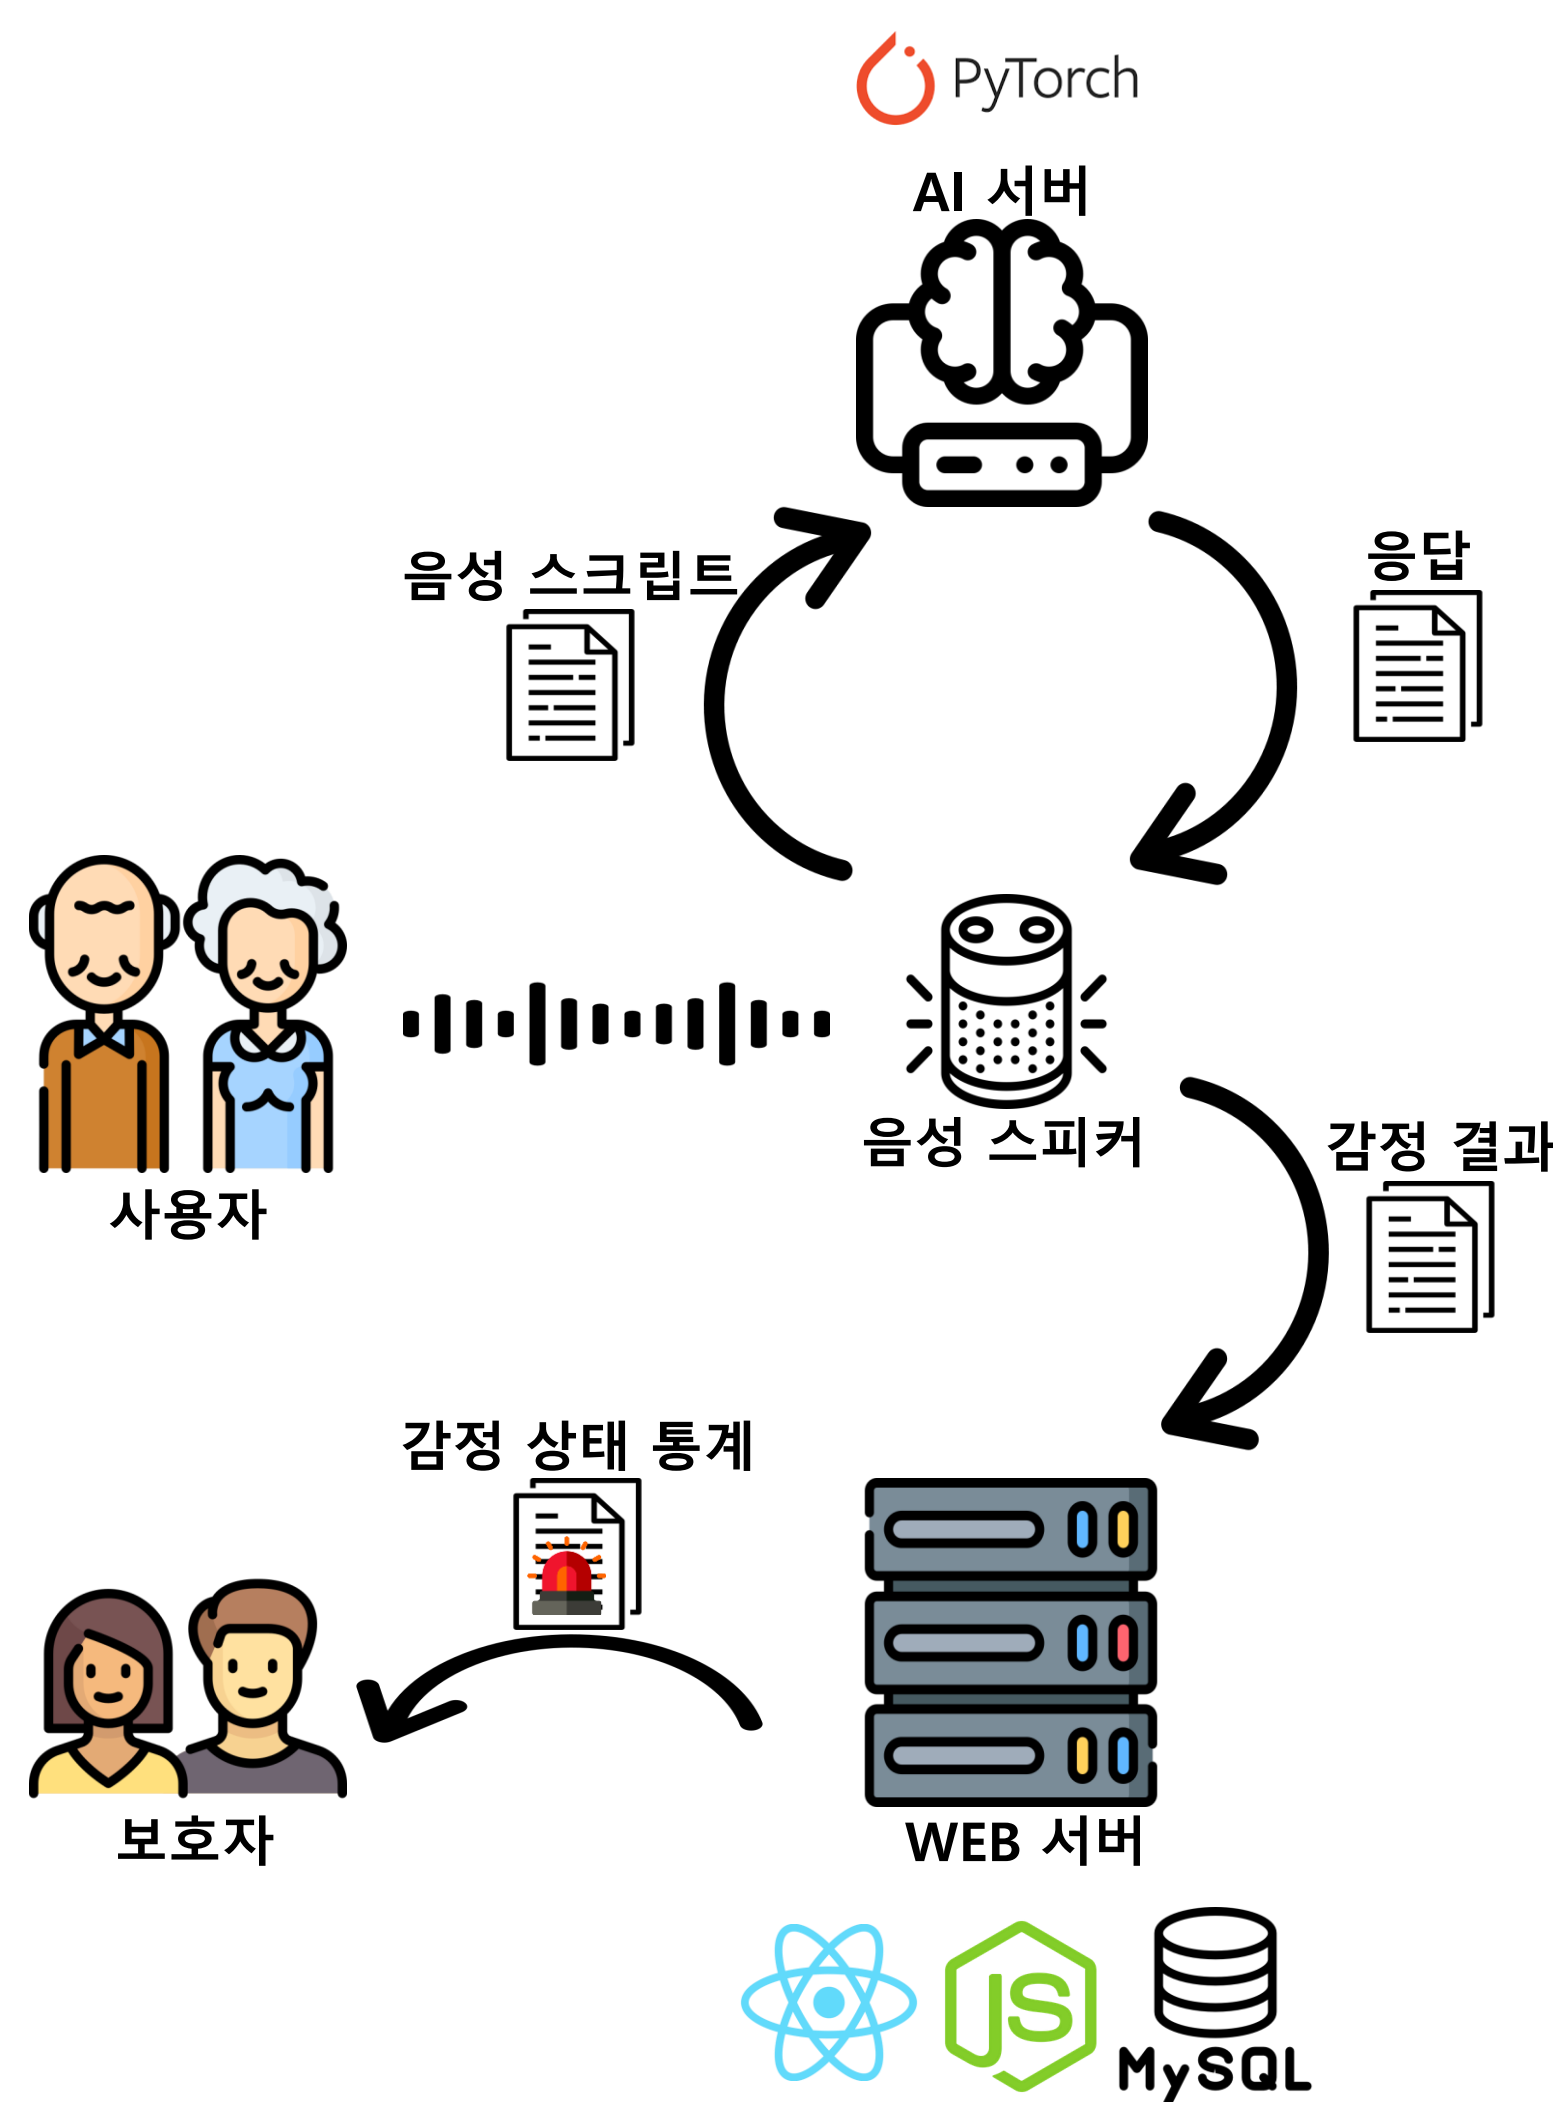 PyTorch
AI 서버
음성 스크립트
응답
음성 스피커
사용자
감정 결과
감정 상태 통계
보호자
WEB 서버
JS
MySQL